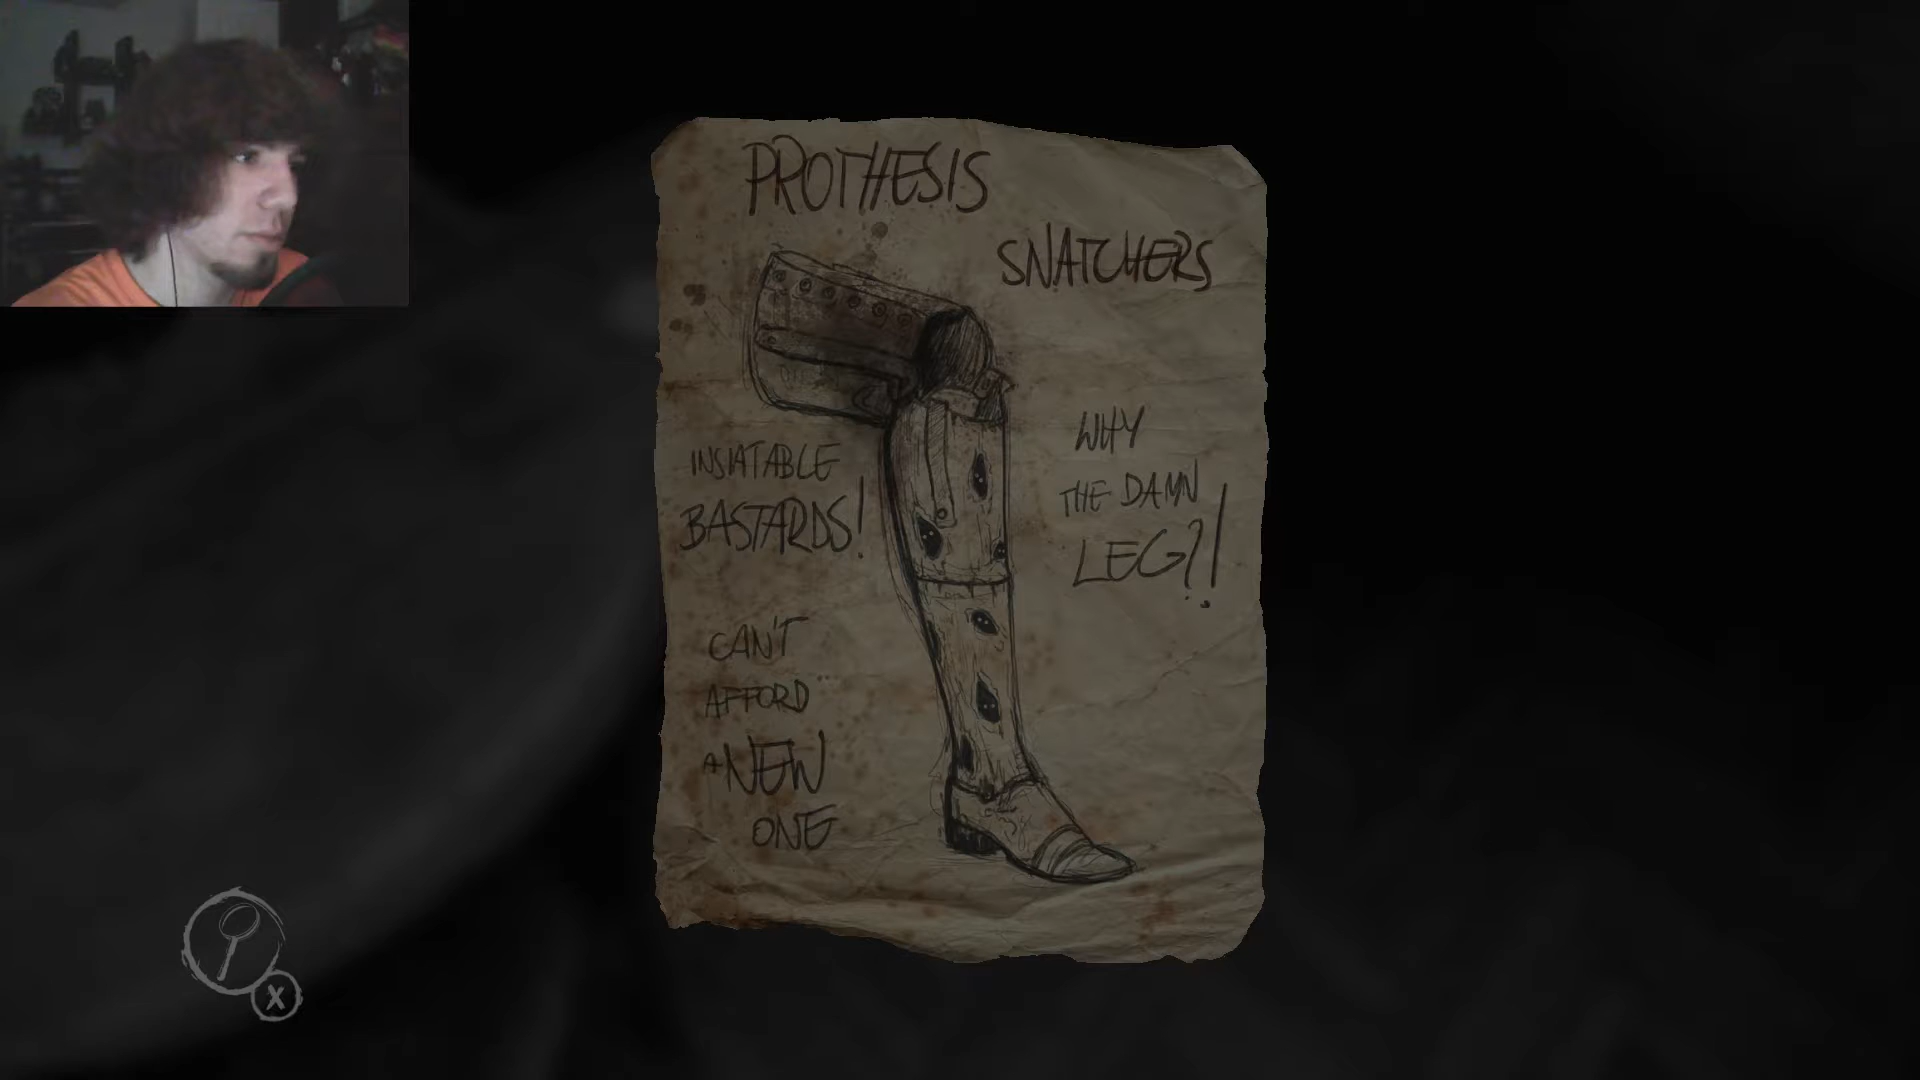 PROTHESIS
SNATCHERS
INSIATABLE
BASTARDS!
WHY
THE DAMN
LEG?!
CAN'T
AFFORD
A NEW
ONE
X